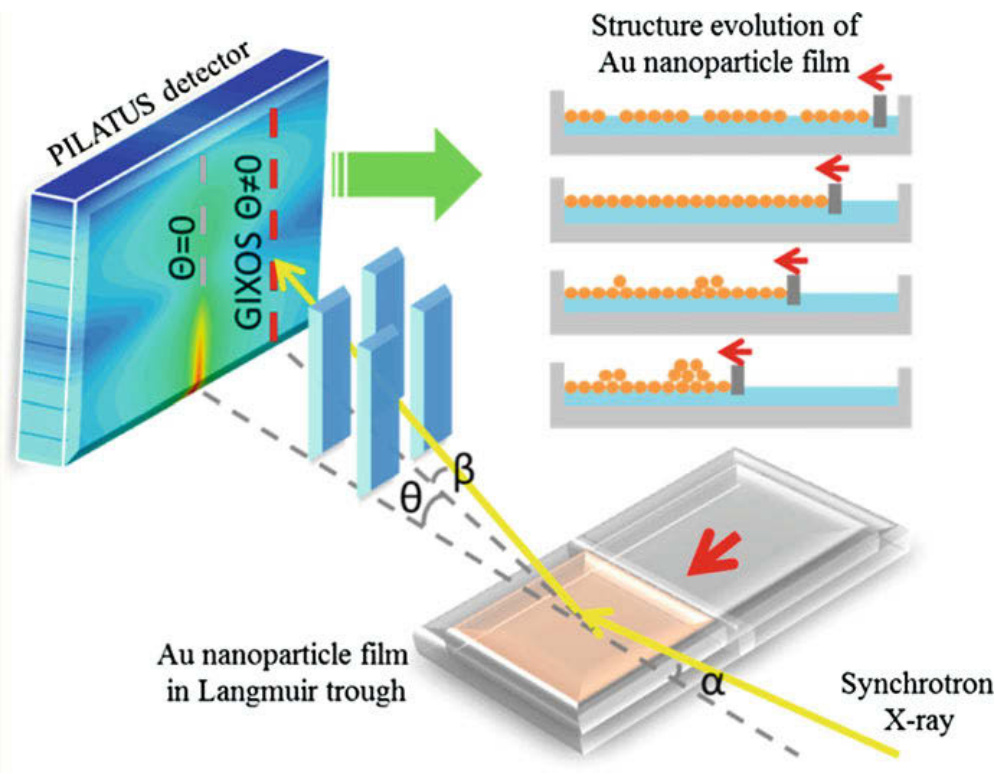 Structure evolution of
Au nanoparticle film
PILATUS detector
Θ=0
GIXOS Θ≠0
β
θ
α
Au nanoparticle film
in Langmuir trough
Synchrotron
X-ray